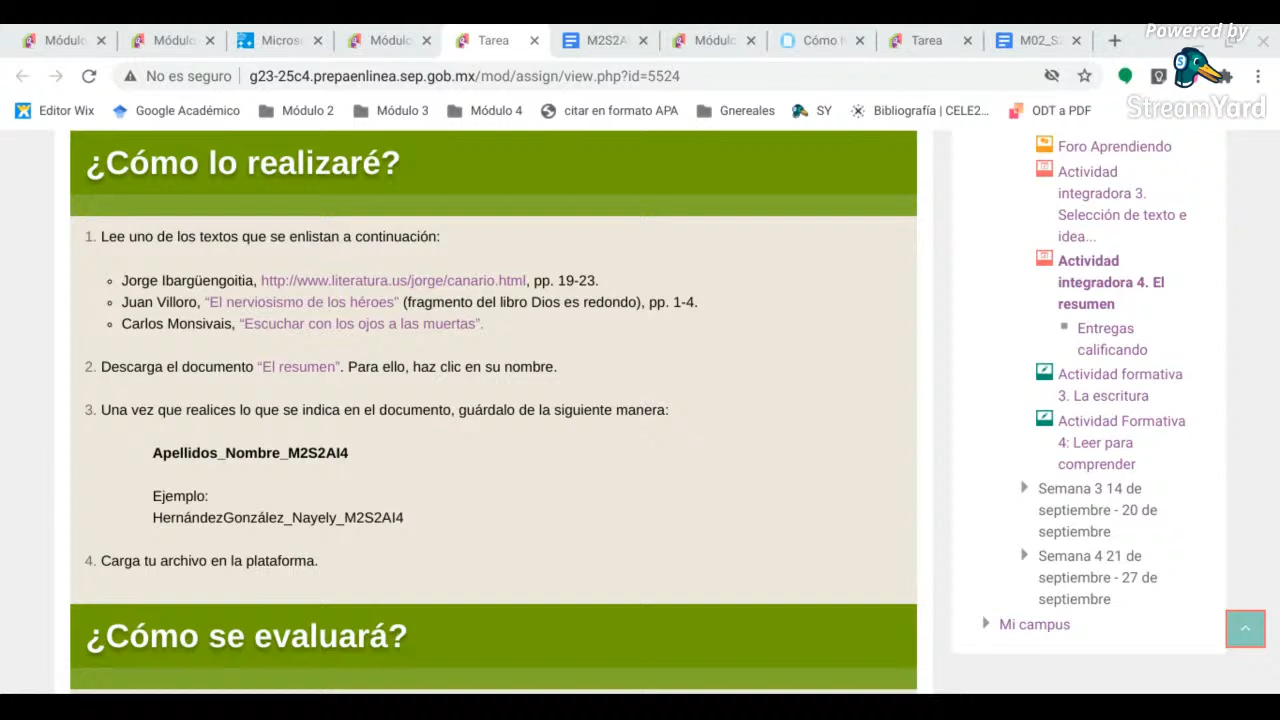 Powered by
StreamYard
Módulo
Módulo
Micros
Módulo
Tarea
M2S2A
Módulo
Cómo
Tarea
M02_S
No es seguro | g23-25c4.prepaenlinea.sep.gob.mx/mod/assign/view.php?id=5524
Editor Wix Google Académico Módulo 2 Módulo 3 Módulo 4 citar en formato APA Gnereales SY Bibliografía | CELE2... ODT a PDF
¿Cómo lo realizaré?
1. Lee uno de los textos que se enlistan a continuación:
Jorge Ibargüengoitia, http://www.literatura.us/jorge/canario.html, pp. 19-23.
Juan Villoro, “El nerviosismo de los héroes” (fragmento del libro Dios es redondo), pp. 1-4.
Carlos Monsivais, “Escuchar con los ojos a las muertas”.
2. Descarga el documento “El resumen”. Para ello, haz clic en su nombre.
3. Una vez que realices lo que se indica en el documento, guárdalo de la siguiente manera:
Apellidos_Nombre_M2S2AI4
Ejemplo:
HernándezGonzález_Nayely_M2S2AI4
4. Carga tu archivo en la plataforma.
¿Cómo se evaluará?
Foro Aprendiendo
Actividad
integradora 3.
Selección de texto e
idea...
Actividad
integradora 4. El
resumen
Entregas
calificando
Actividad formativa
3. La escritura
Actividad Formativa
4: Leer para
comprender
Semana 3 14 de
septiembre - 20 de
septiembre
Semana 4 21 de
septiembre - 27 de
septiembre
Mi campus